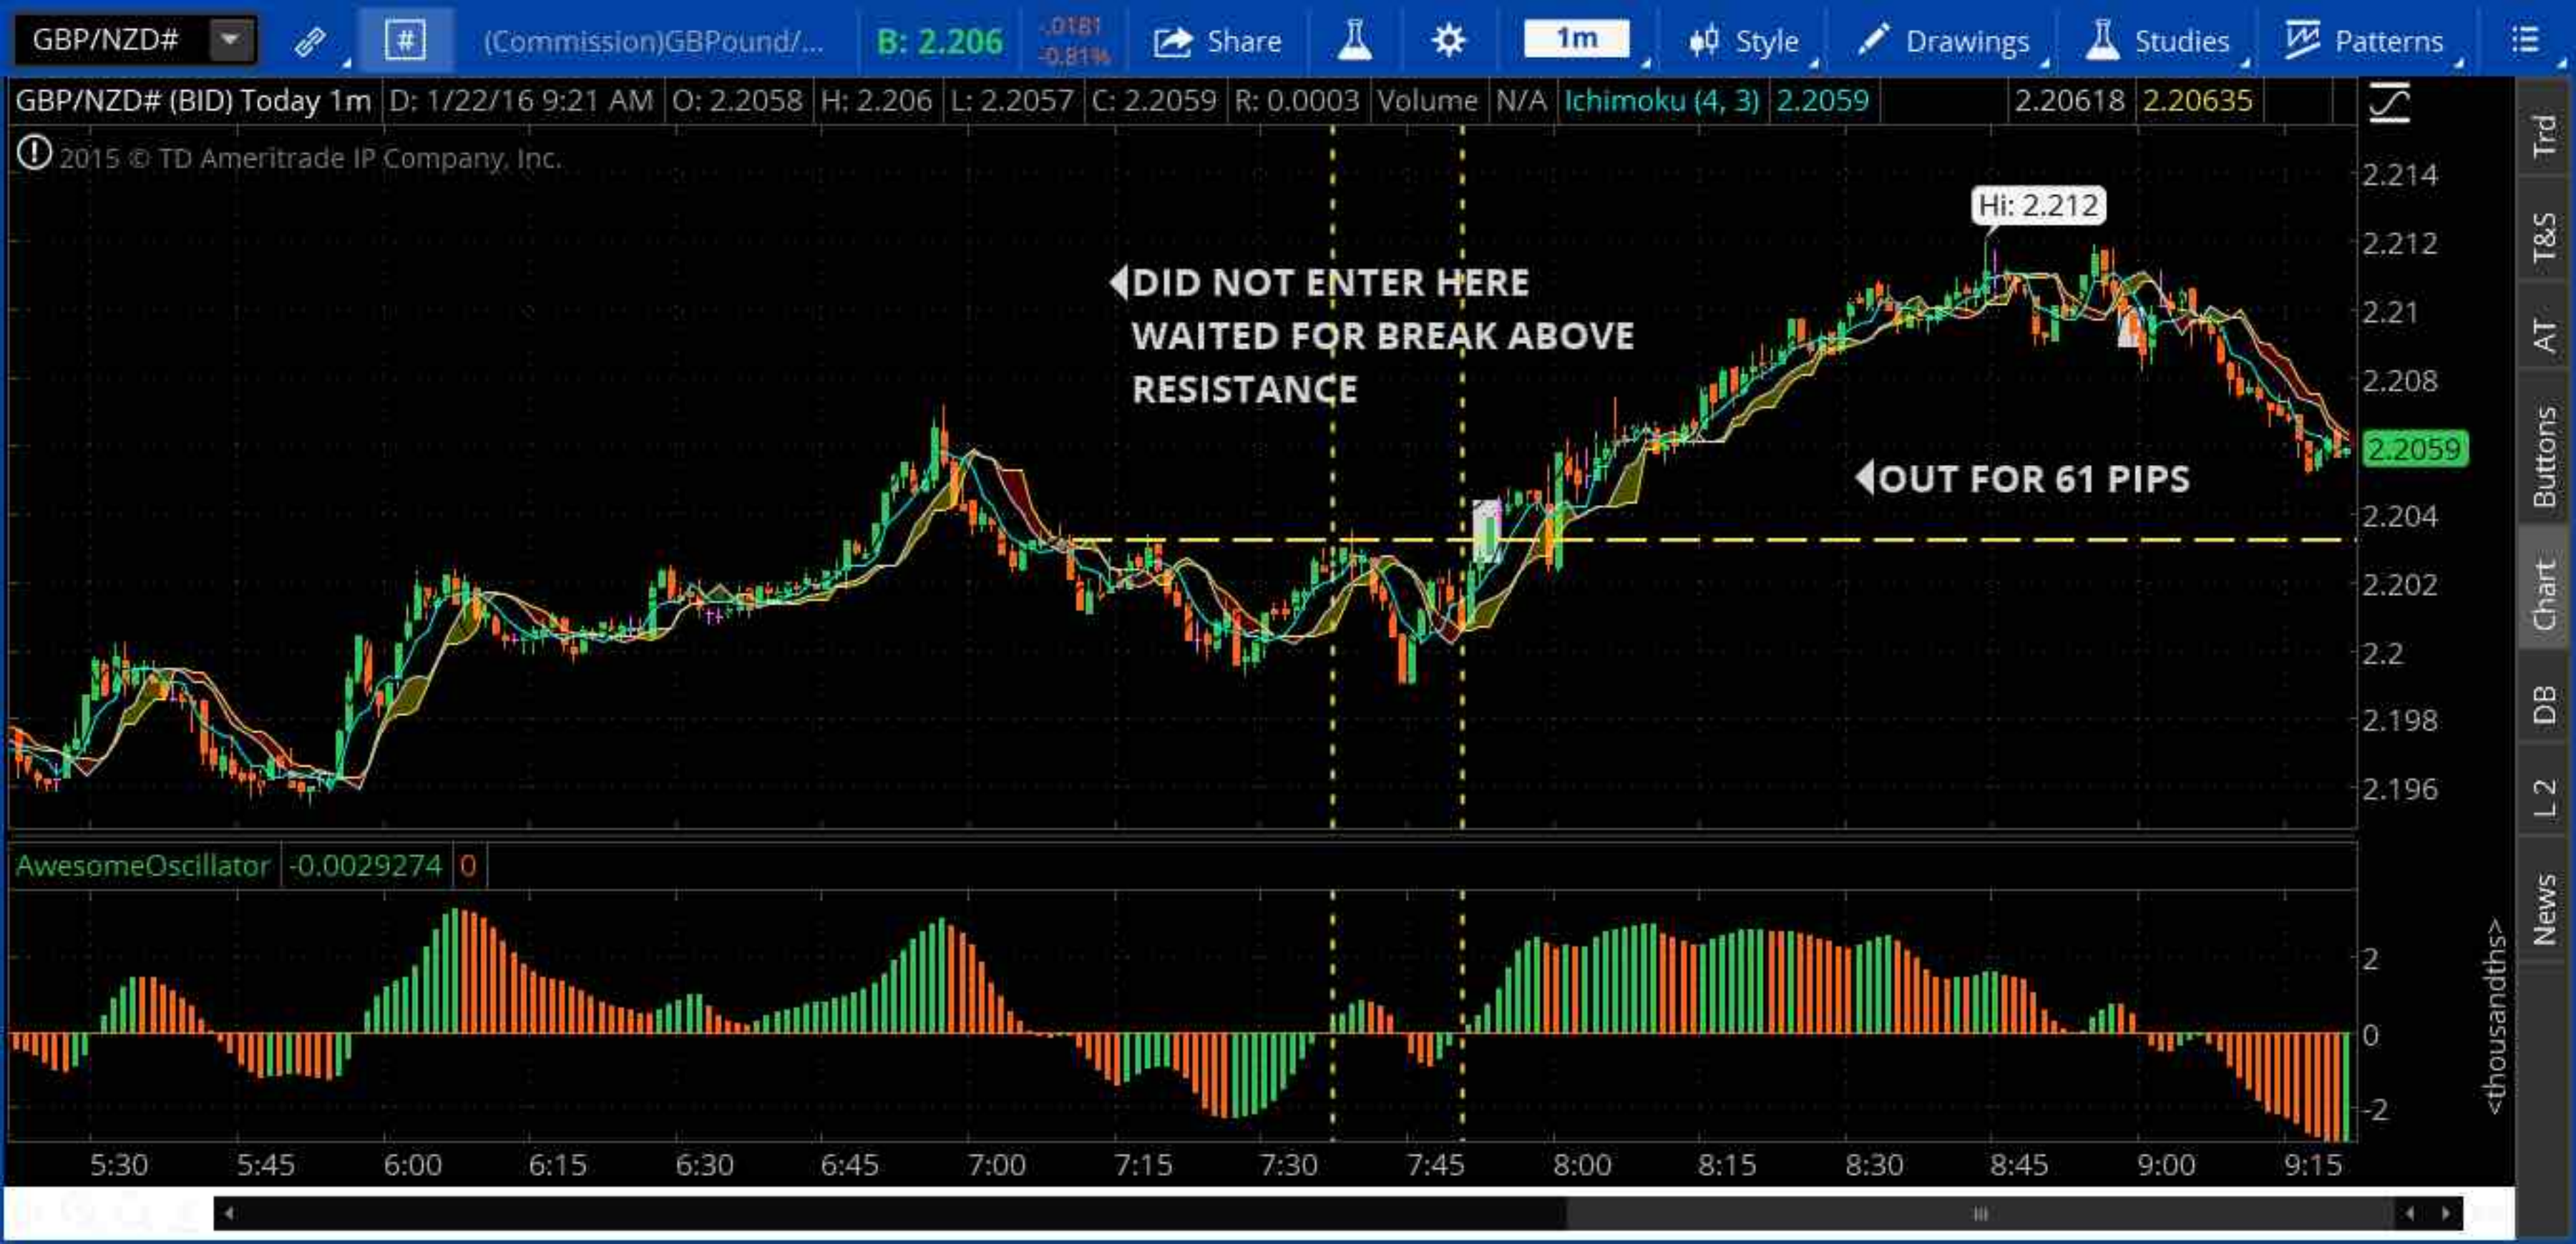 GBP/NZD# # (Commission)GBPound/... B: 2.206 -.0181 -0.81% Share 1m Style Drawings Studies Patterns
GBP/NZD# (BID) Today 1m D: 1/22/16 9:21 AM O: 2.2058 H: 2.206 L: 2.2057 C: 2.2059 R: 0.0003 Volume N/A Ichimoku (4, 3) 2.2059 2.20618 2.20635
2015 © TD Ameritrade IP Company, Inc.
Hi: 2.212
DID NOT ENTER HERE
WAITED FOR BREAK ABOVE
RESISTANCE
OUT FOR 61 PIPS
2.214
2.212
2.21
2.208
2.2059
2.204
2.202
2.2
2.198
2.196
AwesomeOscillator -0.0029274 0
2
0
-2
<thousandths>
5:30 5:45 6:00 6:15 6:30 6:45 7:00 7:15 7:30 7:45 8:00 8:15 8:30 8:45 9:00 9:15
Trd
T&S
AT
Buttons
Chart
DB
L 2
News